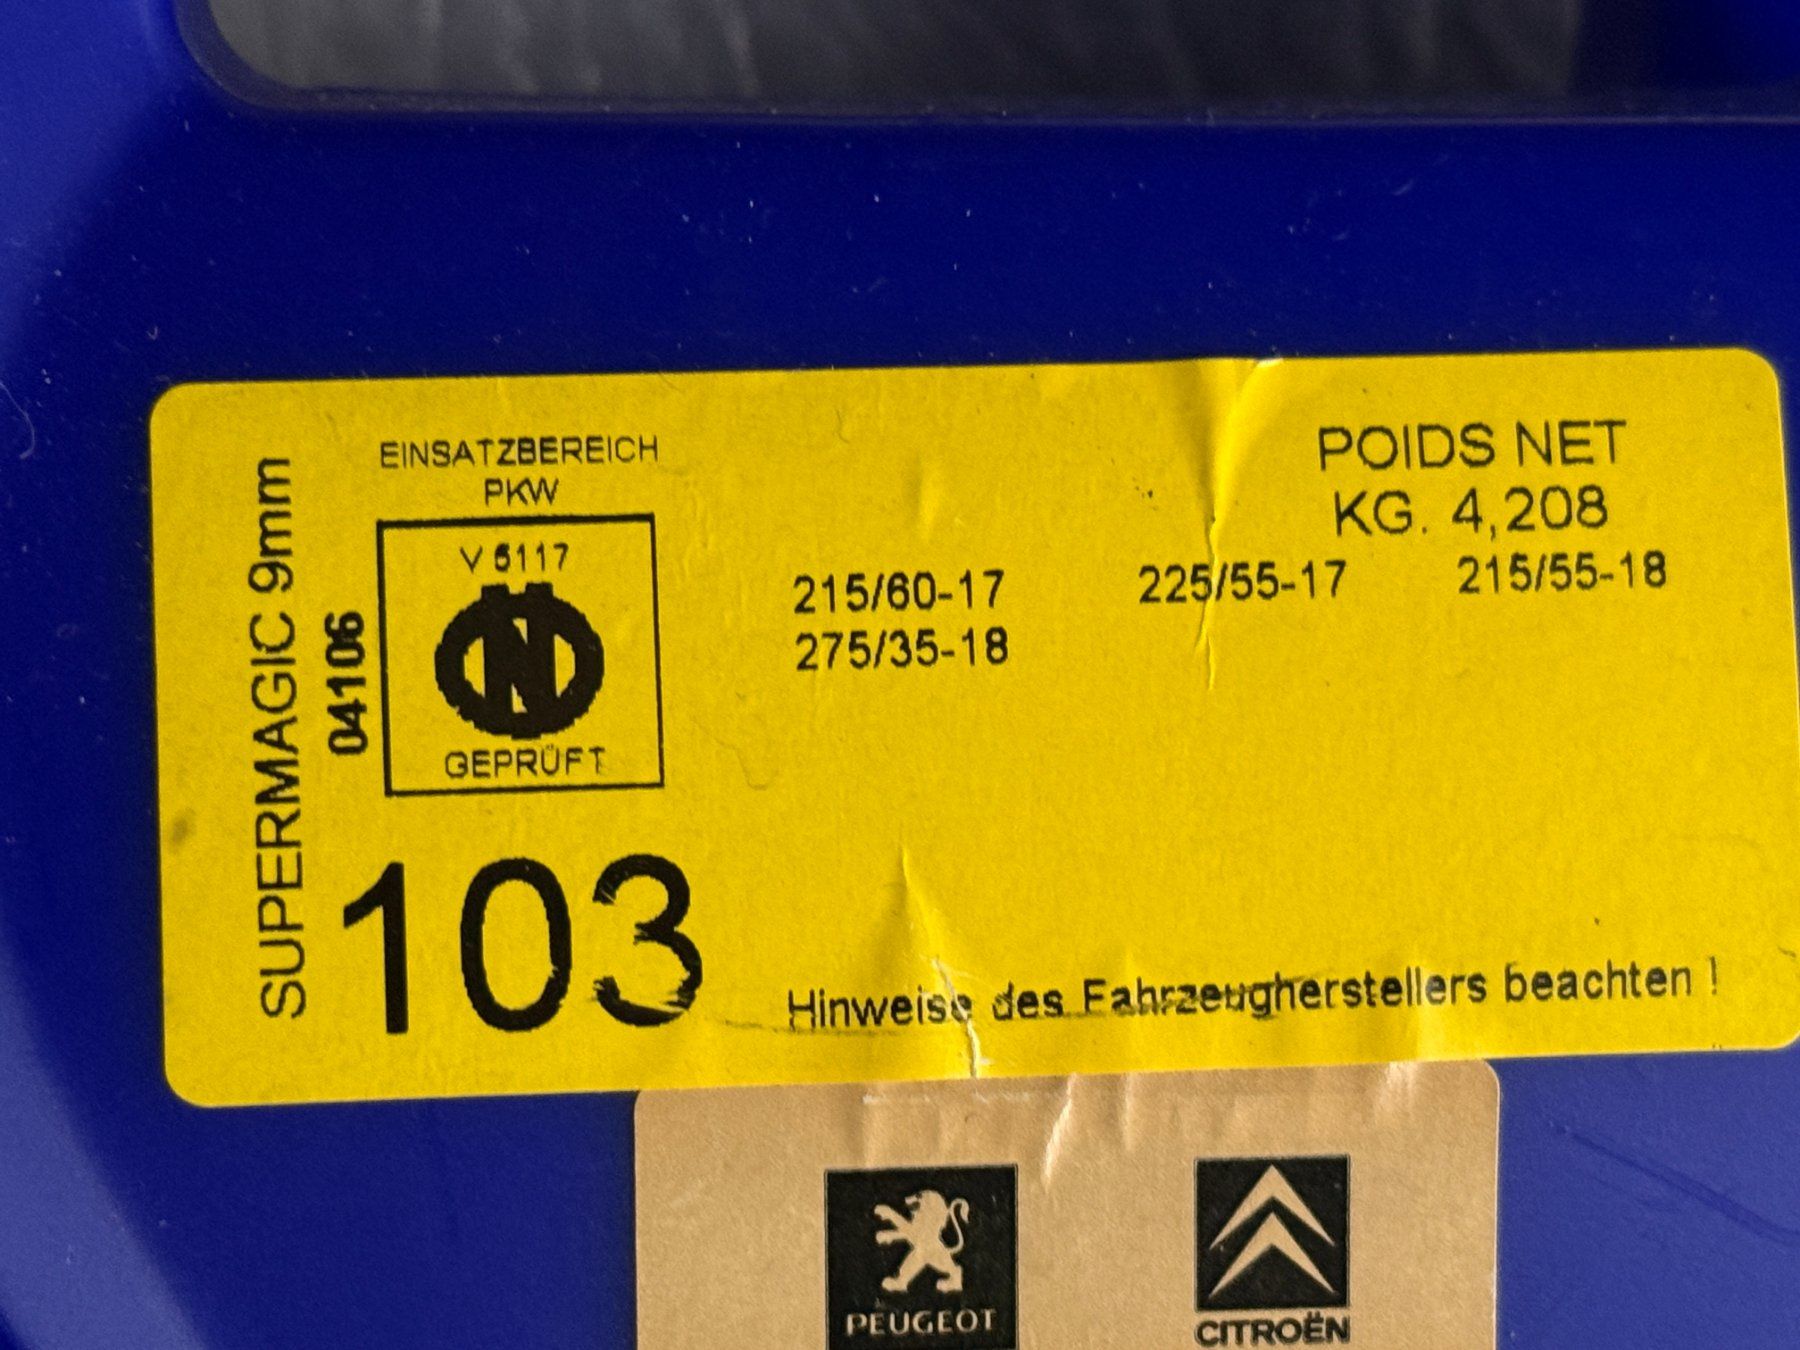 SUPERMAGIC 9mm
04106
EINSATZBEREICH
PKW
V 5117
N
GEPRÜFT
103
POIDS NET
KG. 4,208
215/60-17 225/55-17 215/55-18
275/35-18
Hinweise des Fahrzeugherstellers beachten !
PEUGEOT
CITROËN